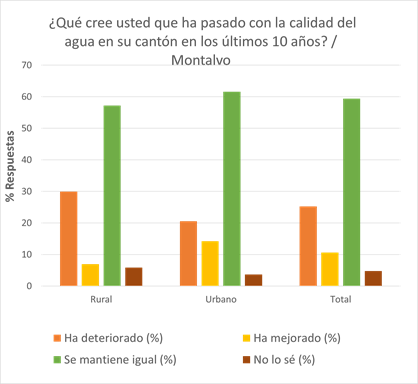 ¿Qué cree usted que ha pasado con la calidad del
agua en su cantón en los últimos 10 años? /
Montalvo
70
60
50
40
30
20
10
0
% Respuestas
Rural
Urbano
Total
Ha deteriorado (%)
Ha mejorado (%)
Se mantiene igual (%)
No lo sé (%)